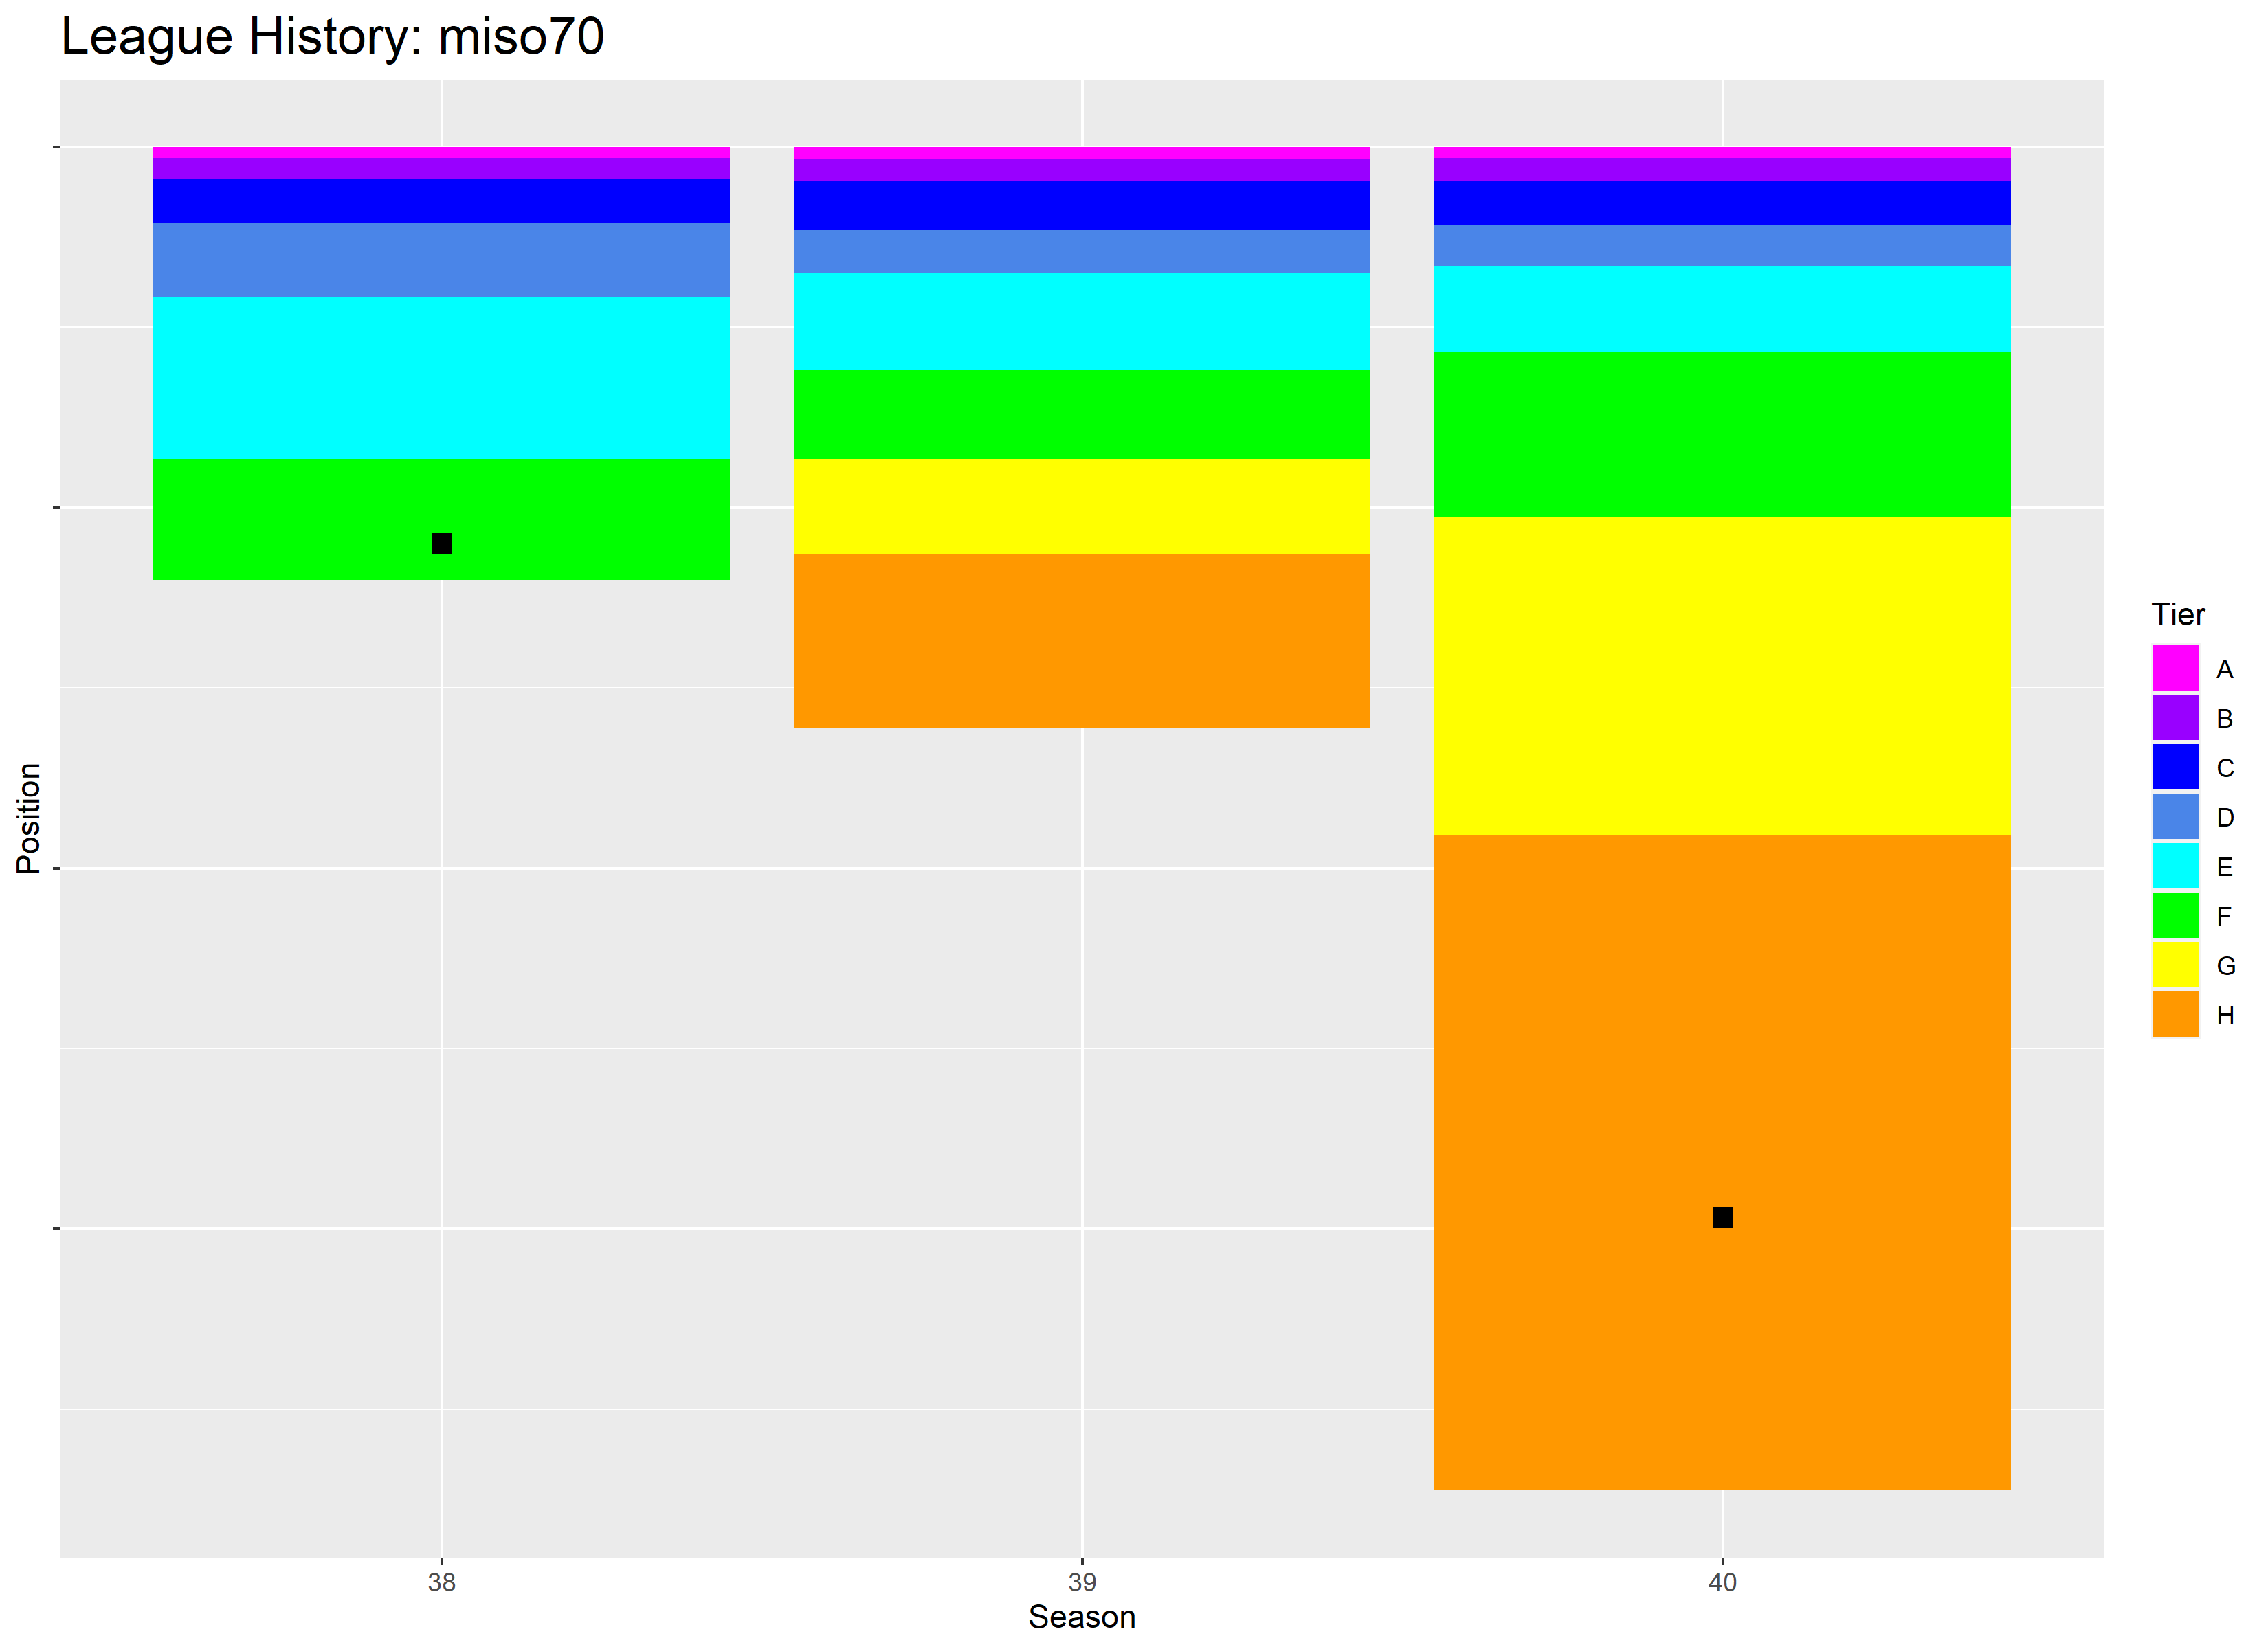 League History: miso70
Position
38
39
40
Season
Tier
A
B
C
D
E
F
G
H